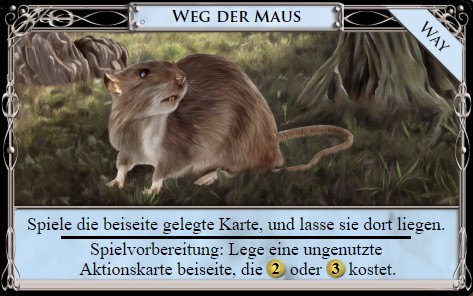 WEG DER MAUS
WAY
Spiele die beiseite gelegte Karte, und lasse sie dort liegen.
Spielvorbereitung: Lege eine ungenutzte
Aktionskarte beiseite, die 2 oder 3 kostet.